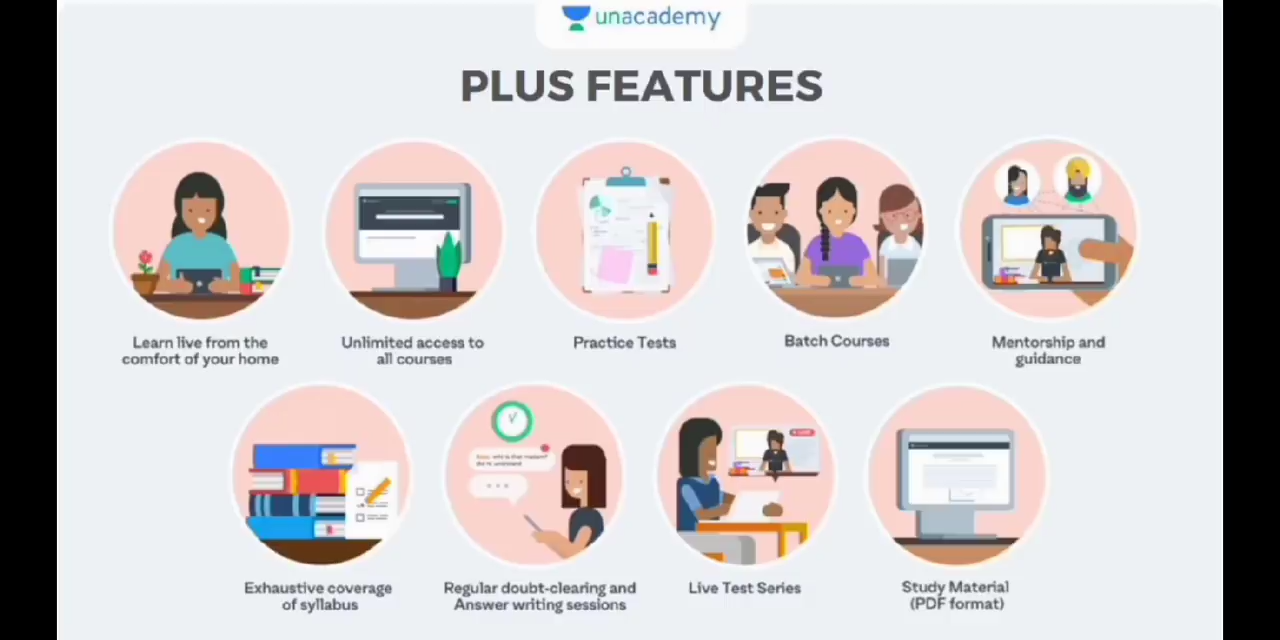 unacademy
PLUS FEATURES
Learn live from the
comfort of your home
Unlimited access to
all courses
Practice Tests
Batch Courses
Mentorship and
guidance
Exhaustive coverage
of syllabus
Regular doubt-clearing and
Answer writing sessions
Live Test Series
Study Material
(PDF format)